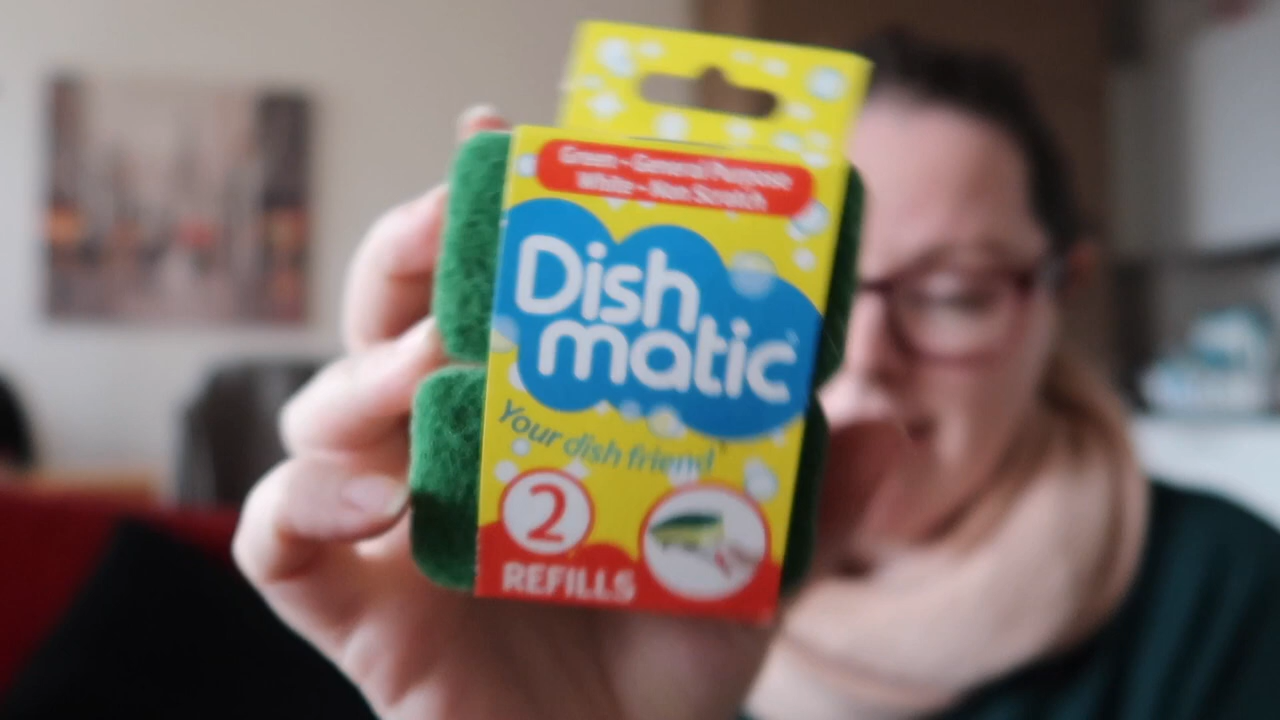 Green - General Purpose
White - Non Scratch
Dish
matic
Your dish friend
2
REFILLS